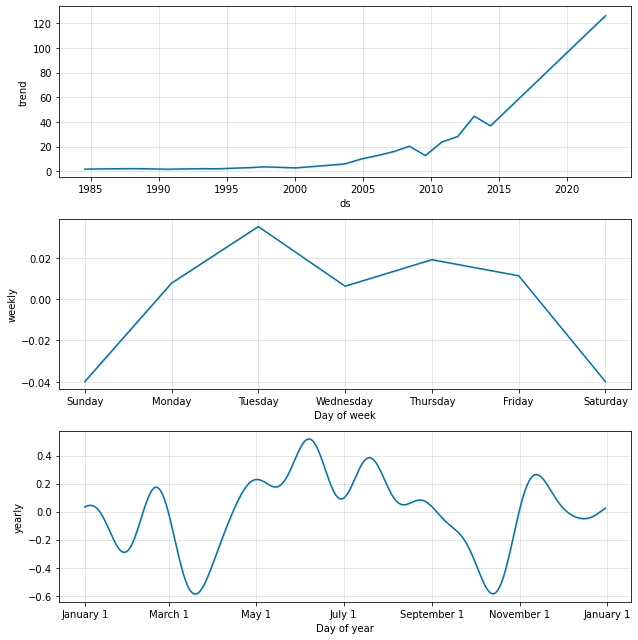 120
100
80
60
40
20
0
trend
1985 1990 1995 2000 2005 2010 2015 2020
ds
0.02
0.00
−0.02
−0.04
weekly
Sunday Monday Tuesday Wednesday Thursday Friday Saturday
Day of week
0.4
0.2
0.0
−0.2
−0.4
−0.6
yearly
January 1 March 1 May 1 July 1 September 1 November 1 January 1
Day of year